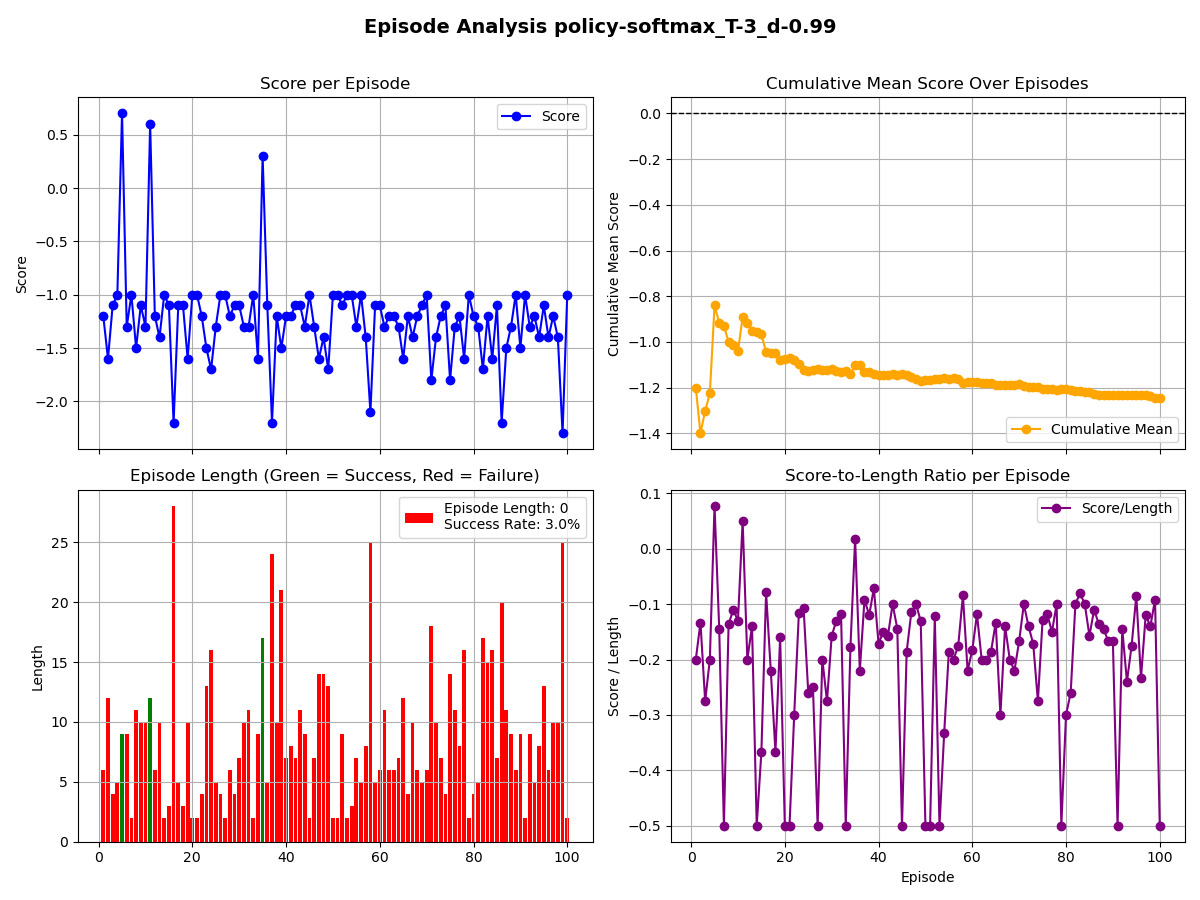 Episode Analysis policy-softmax_T-3_d-0.99
Score per Episode
Score
0.5
0.0
−0.5
−1.0
−1.5
−2.0
Score
Cumulative Mean Score Over Episodes
0.0
−0.2
−0.4
−0.6
−0.8
−1.0
−1.2
−1.4
Cumulative Mean Score
Cumulative Mean
Episode Length (Green = Success, Red = Failure)
Episode Length: 0
Success Rate: 3.0%
25
20
15
10
5
0
Length
0 20 40 60 80 100
Score-to-Length Ratio per Episode
Score/Length
0.1
0.0
−0.1
−0.2
−0.3
−0.4
−0.5
Score / Length
0 20 40 60 80 100
Episode